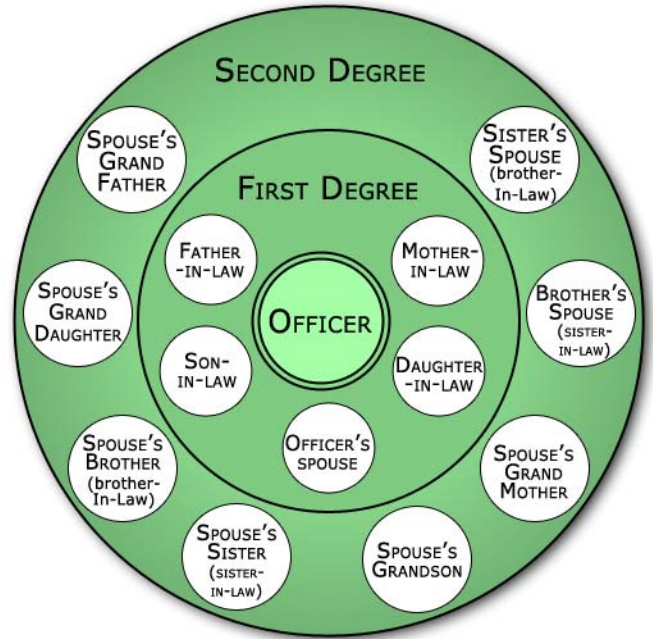 SECOND DEGREE
SPOUSE'S
GRAND
FATHER
SISTER'S
SPOUSE
(brother-
In-Law)
FIRST DEGREE
FATHER
-IN-LAW
MOTHER-
IN-LAW
OFFICER
SPOUSE'S
GRAND
DAUGHTER
BROTHER'S
SPOUSE
(SISTER-
IN-LAW)
SON-
IN-LAW
DAUGHTER
-IN-LAW
OFFICER'S
SPOUSE
SPOUSE'S
BROTHER
(brother-
In-Law)
SPOUSE'S
GRAND
MOTHER
SPOUSE'S
SISTER
(SISTER-
IN-LAW)
SPOUSE'S
GRANDSON